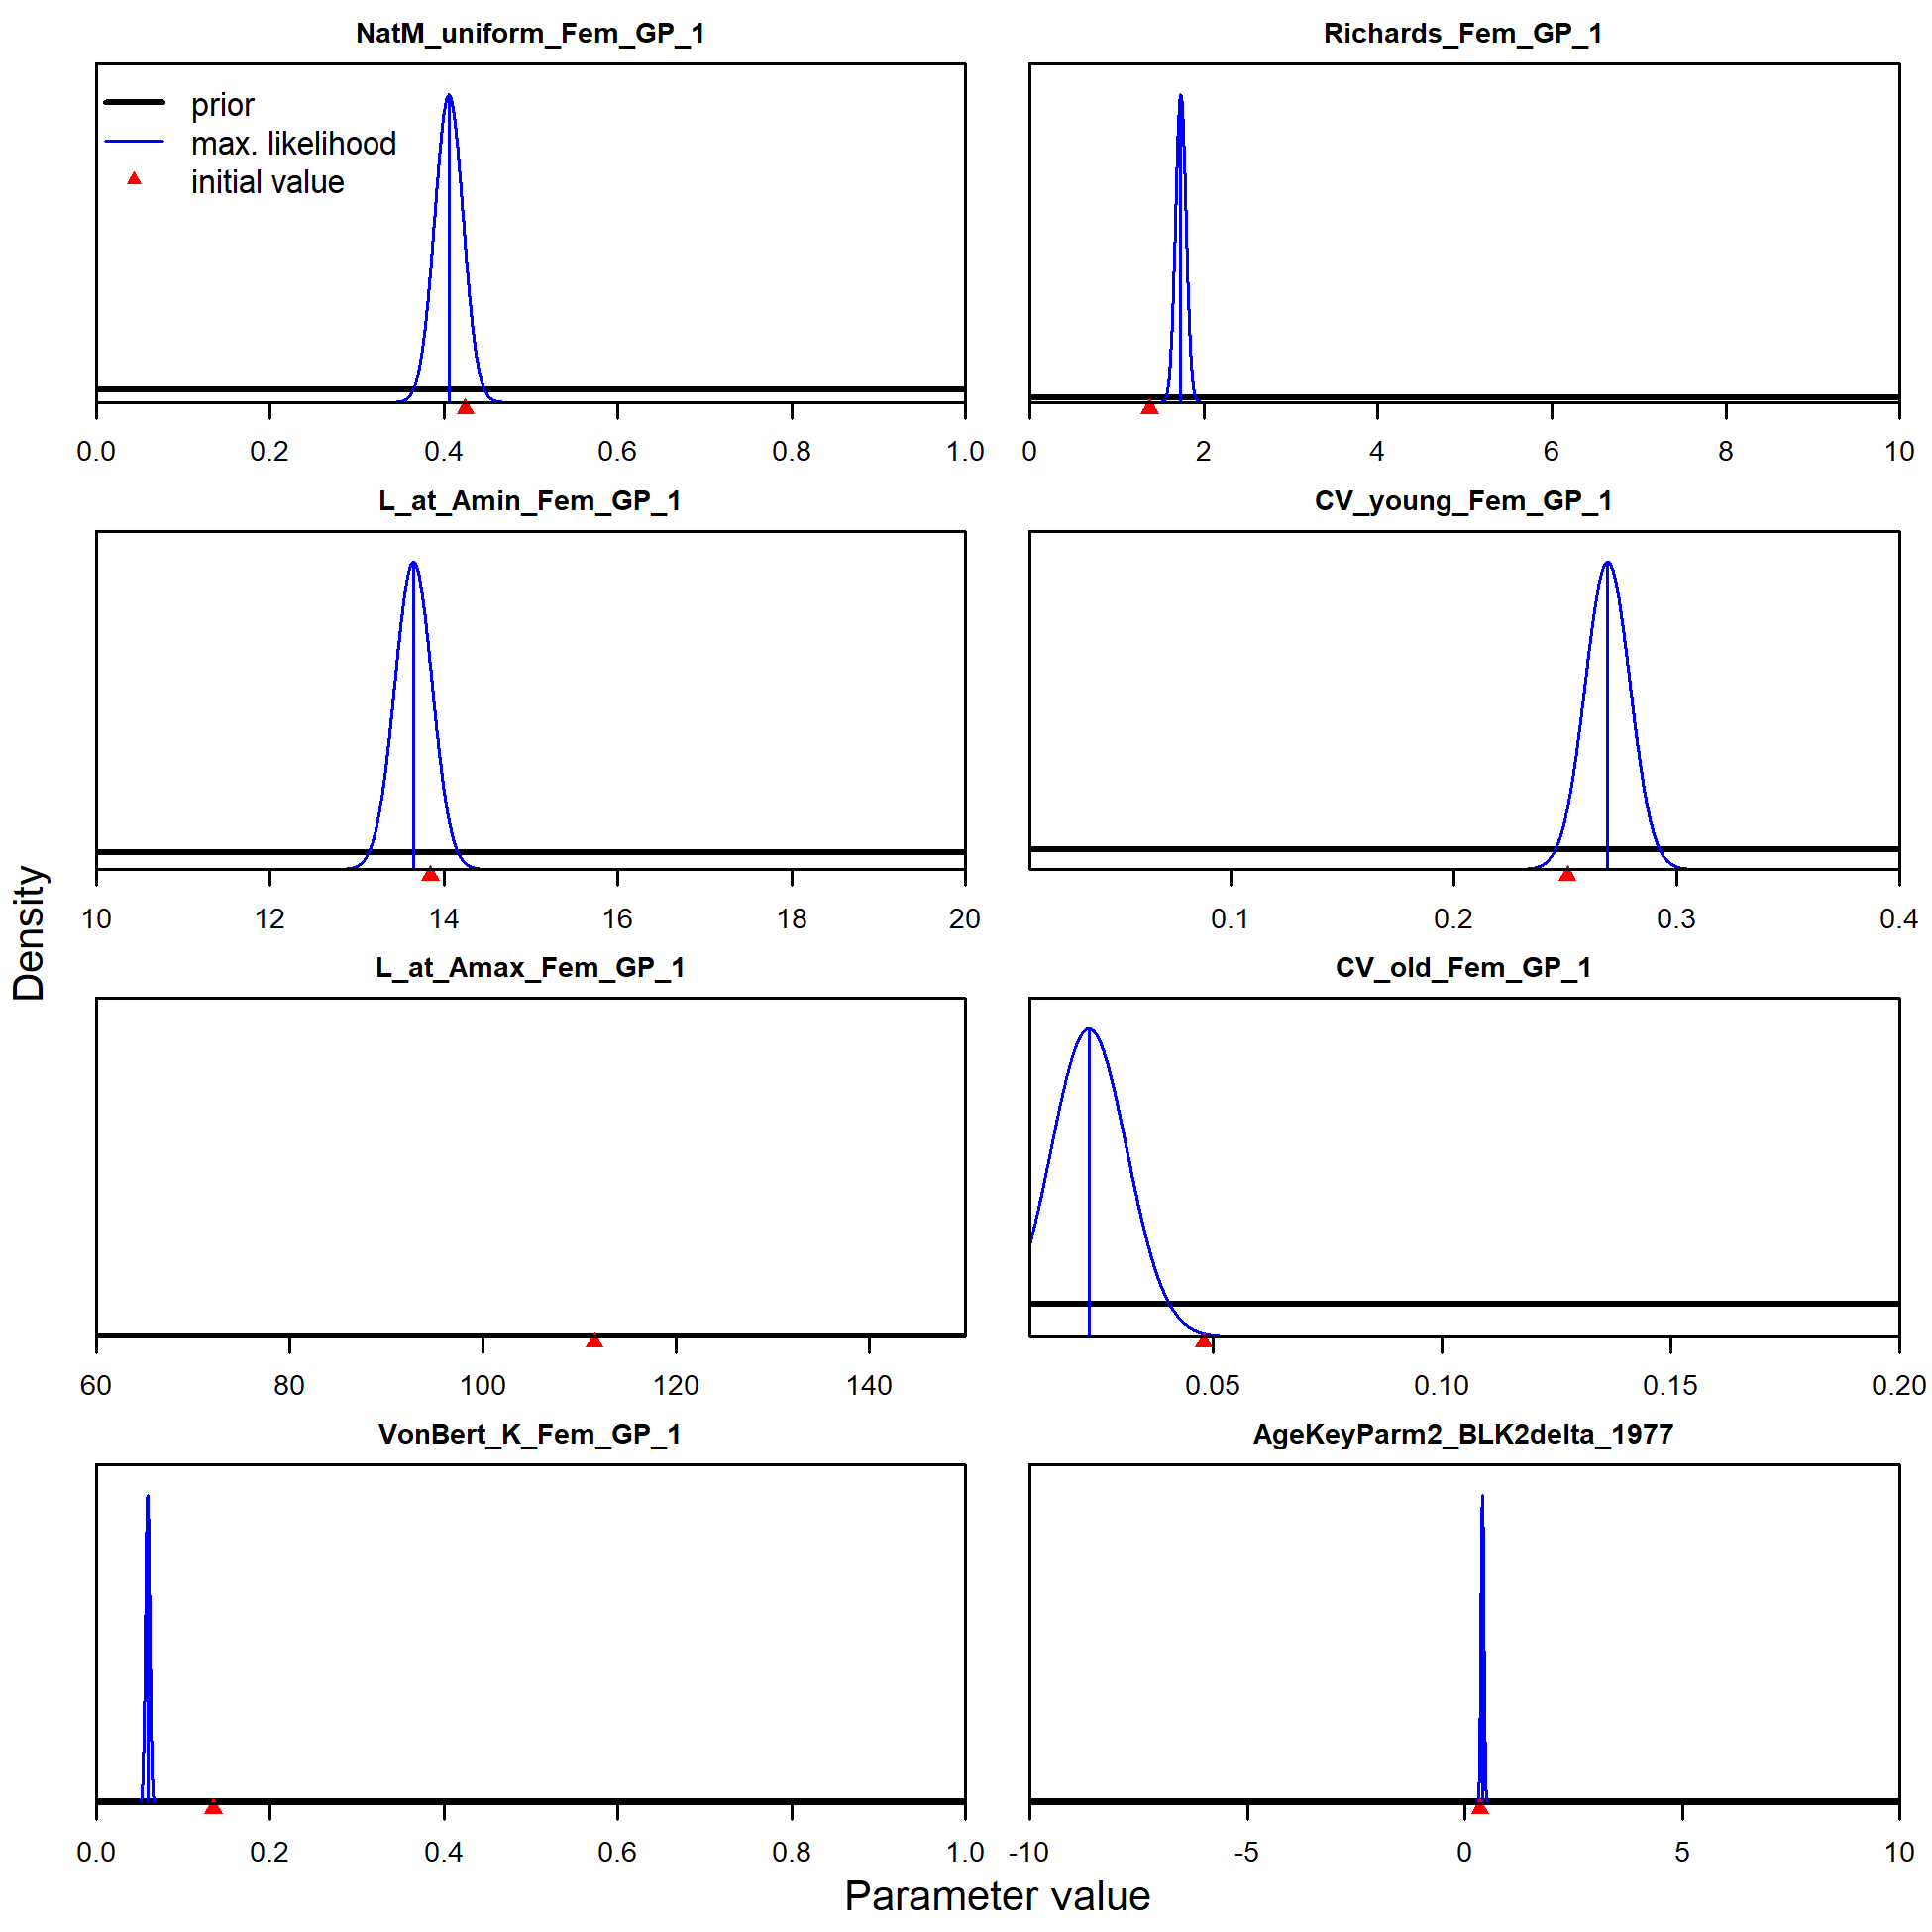 NatM_uniform_Fem_GP_1
prior
max. likelihood
initial value
0.0 0.2 0.4 0.6 0.8 1.0
Richards_Fem_GP_1
0 2 4 6 8 10
L_at_Amin_Fem_GP_1
10 12 14 16 18 20
CV_young_Fem_GP_1
0.1 0.2 0.3 0.4
L_at_Amax_Fem_GP_1
60 80 100 120 140
CV_old_Fem_GP_1
0.05 0.10 0.15 0.20
VonBert_K_Fem_GP_1
0.0 0.2 0.4 0.6 0.8 1.0
AgeKeyParm2_BLK2delta_1977
-10 -5 0 5 10
Density
Parameter value